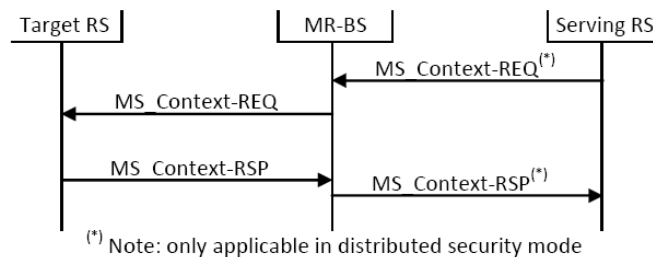 Target RS MR-BS Serving RS
MS_Context-REQ(*)
MS_Context-REQ
MS_Context-RSP
MS_Context-RSP(*)
(*) Note: only applicable in distributed security mode